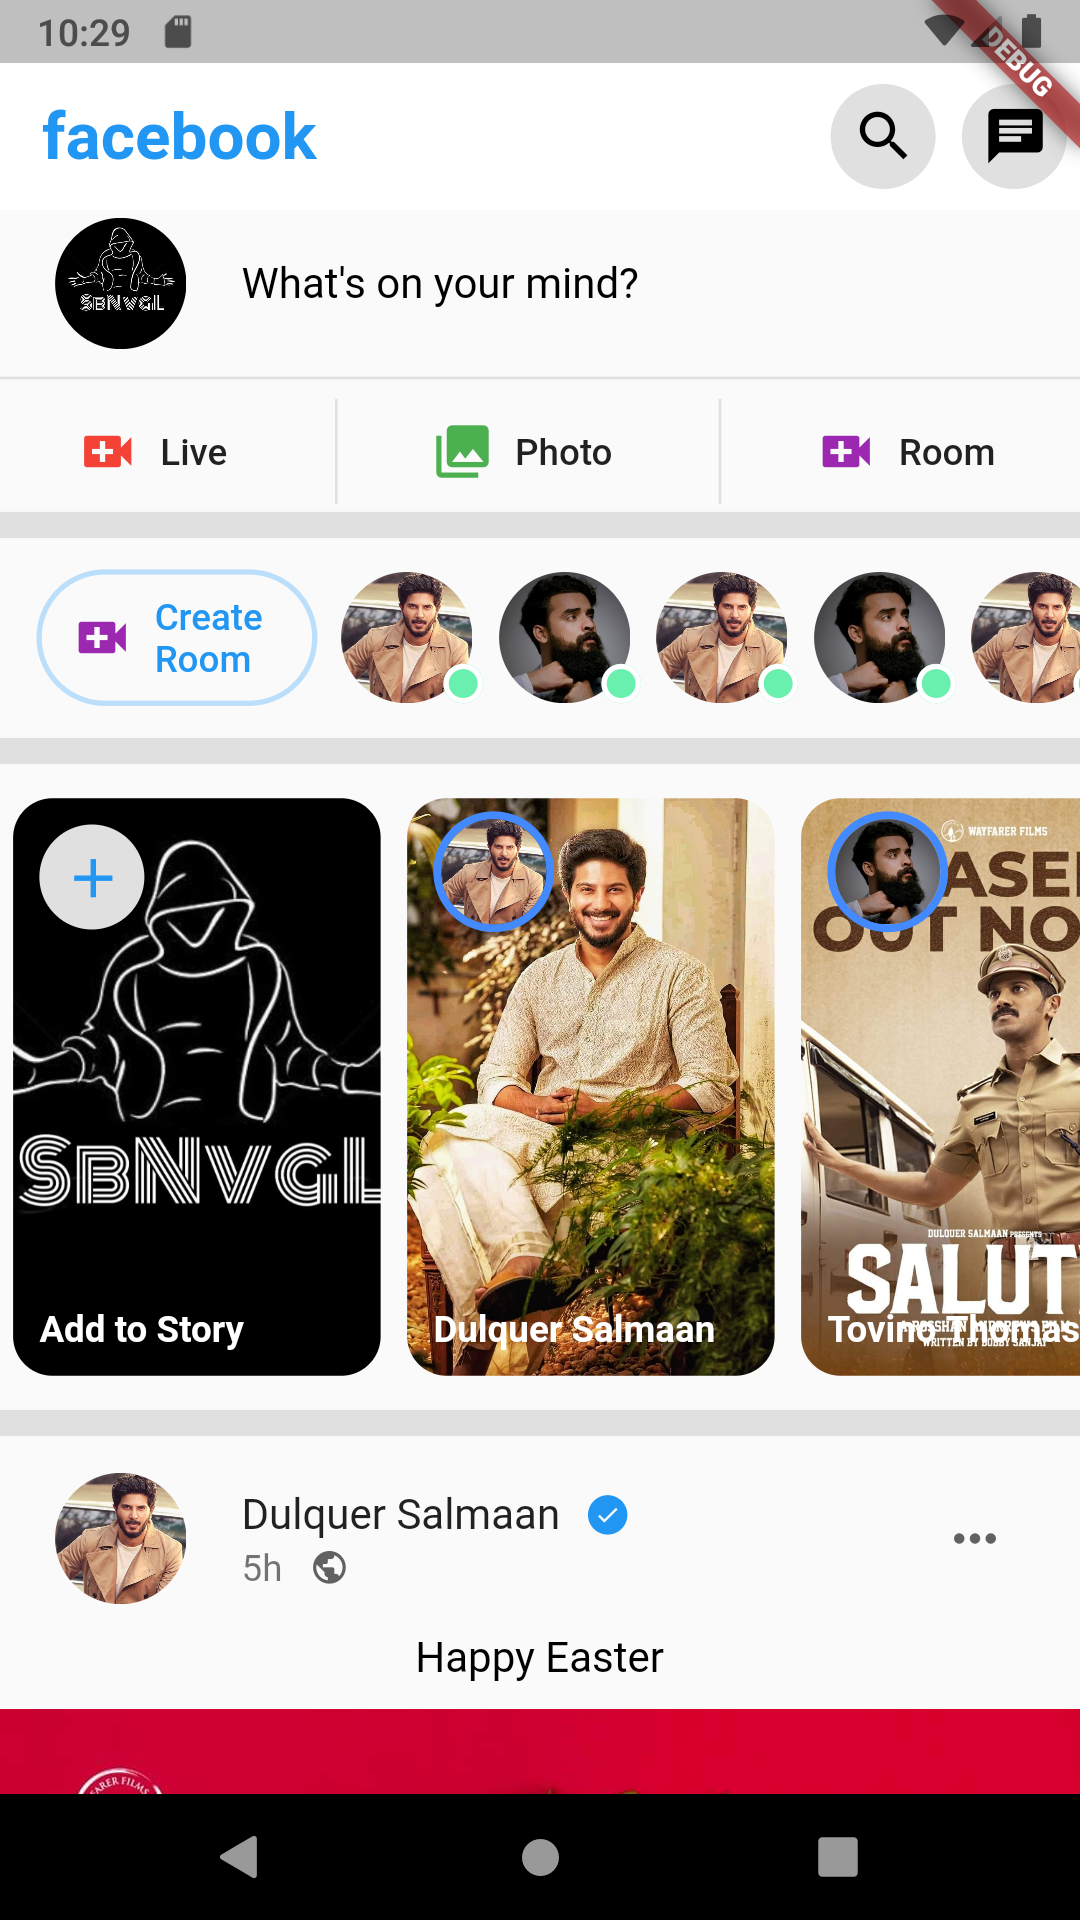 10:29
DEBUG
facebook
What's on your mind?
SBNVGL
Live
Photo
Room
Create
Room
WAYFARER FILMS
OUT NO
SBNVGL
DULQUER SALMAAN PRESENTS
SALUT
Add to Story
Dulquer Salmaan
Tovino Thomas
WRITTEN BY BOBBY SANJAY
Dulquer Salmaan
5h
Happy Easter